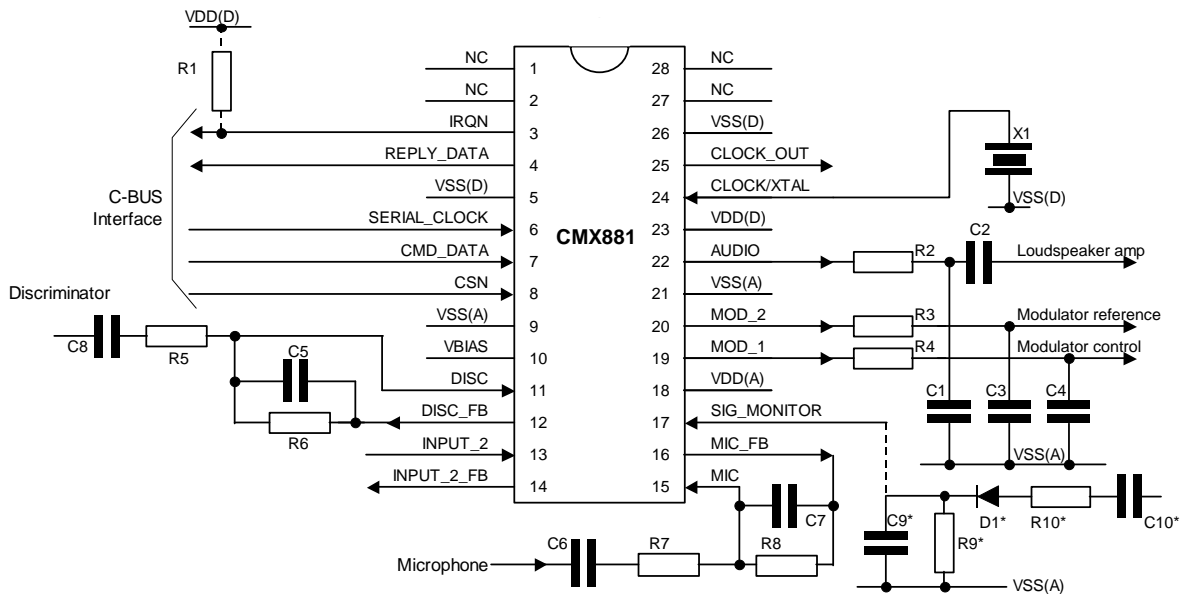 VDD(D)
R1
NC 1 28 NC
NC 2 27 NC
IRQN 3 26 VSS(D)
X1
REPLY_DATA 4 25 CLOCK_OUT
VSS(D) 5 24 CLOCK/XTAL
VSS(D)
C-BUS
Interface
SERIAL_CLOCK 6 23 VDD(D)
CMX881
C2
CMD_DATA 7 22 AUDIO R2 Loudspeaker amp
CSN 8 21 VSS(A)
Discriminator
VSS(A) 9 20 MOD_2 R3 Modulator reference
C8 R5
C5
VBIAS 10 19 MOD_1 R4 Modulator control
DISC 11 18 VDD(A)
C1 C3 C4
DISC_FB 12 17 SIG_MONITOR
R6
INPUT_2 13 16 MIC_FB
VSS(A)
INPUT_2_FB 14 15 MIC
C7
C9* D1* R10* C10*
R9*
C6 R7 R8
Microphone
VSS(A)